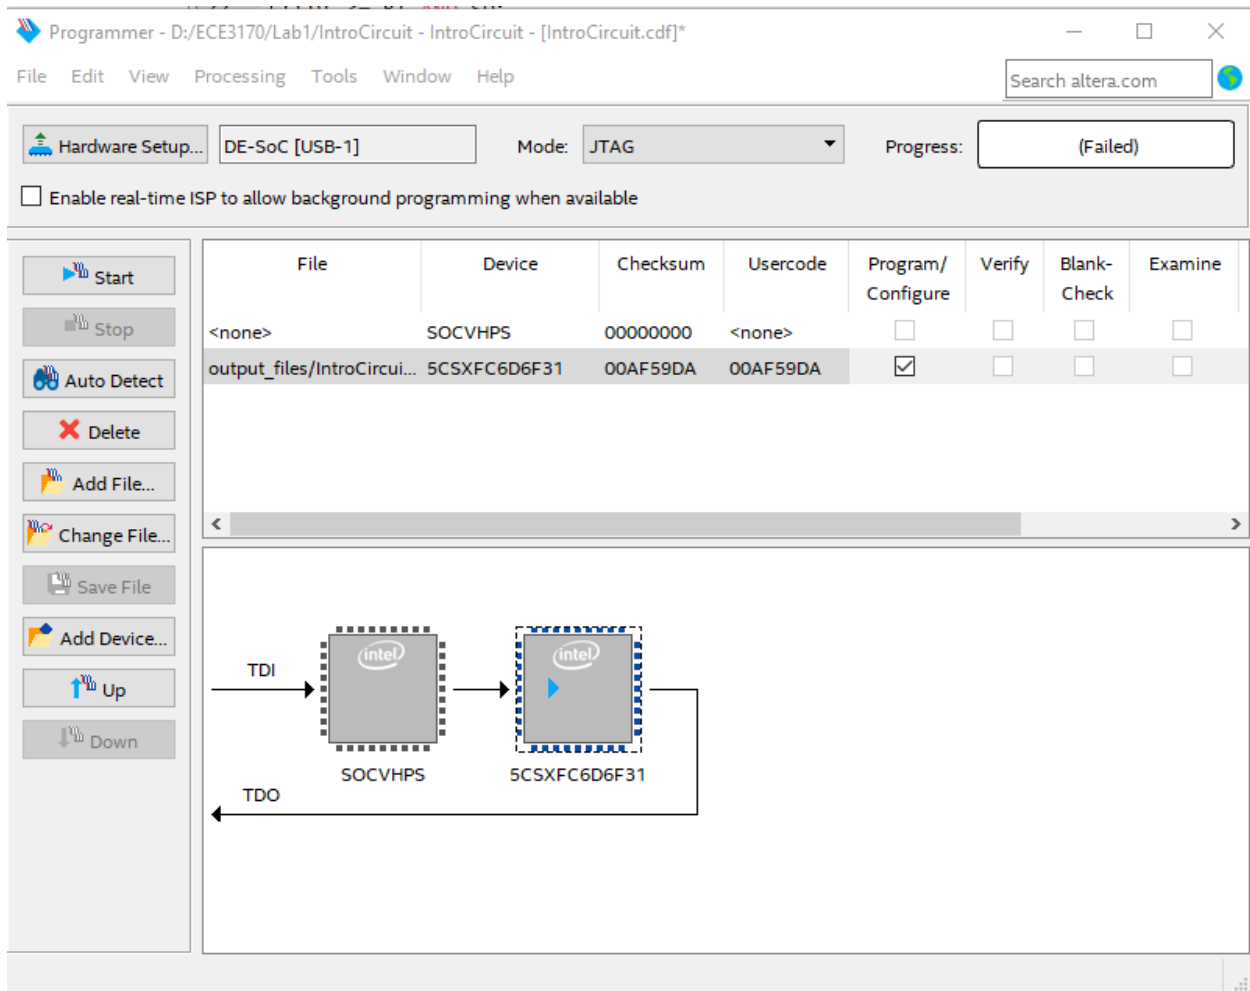 Programmer - D:/ECE3170/Lab1/IntroCircuit - IntroCircuit - [IntroCircuit.cdf]*
File Edit View Processing Tools Window Help
Search altera.com
Hardware Setup... DE-SoC [USB-1] Mode: JTAG Progress: (Failed)
Enable real-time ISP to allow background programming when available
Start
Stop
Auto Detect
Delete
Add File...
Change File...
Save File
Add Device...
Up
Down
File Device Checksum Usercode Program/ Verify Blank- Examine
Configure Check
<none> SOCVHPS 00000000 <none>
output_files/IntroCircui... 5CSXFC6D6F31 00AF59DA 00AF59DA
intel intel
TDI
SOCVHPS 5CSXFC6D6F31
TDO